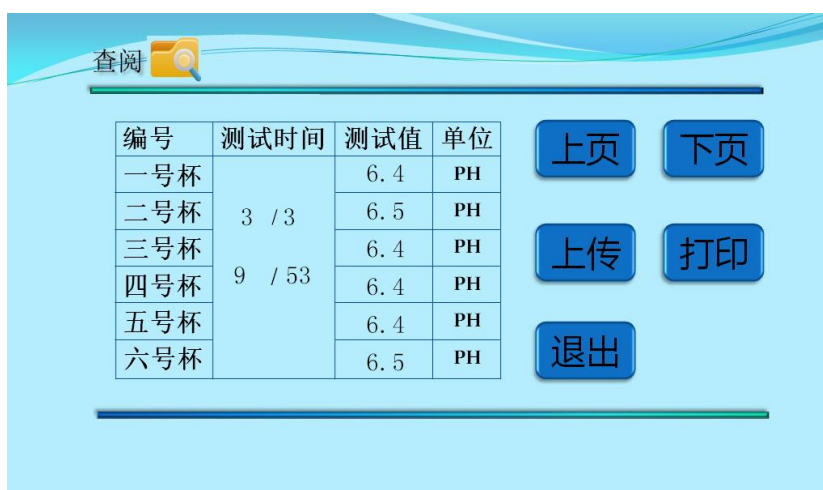 查阅
编号 测试时间 测试值 单位
一号杯 6.4 PH
二号杯 3 /3 6.5 PH
三号杯 6.4 PH
四号杯 9 /53 6.4 PH
五号杯 6.4 PH
六号杯 6.5 PH
上页 下页
上传 打印
退出